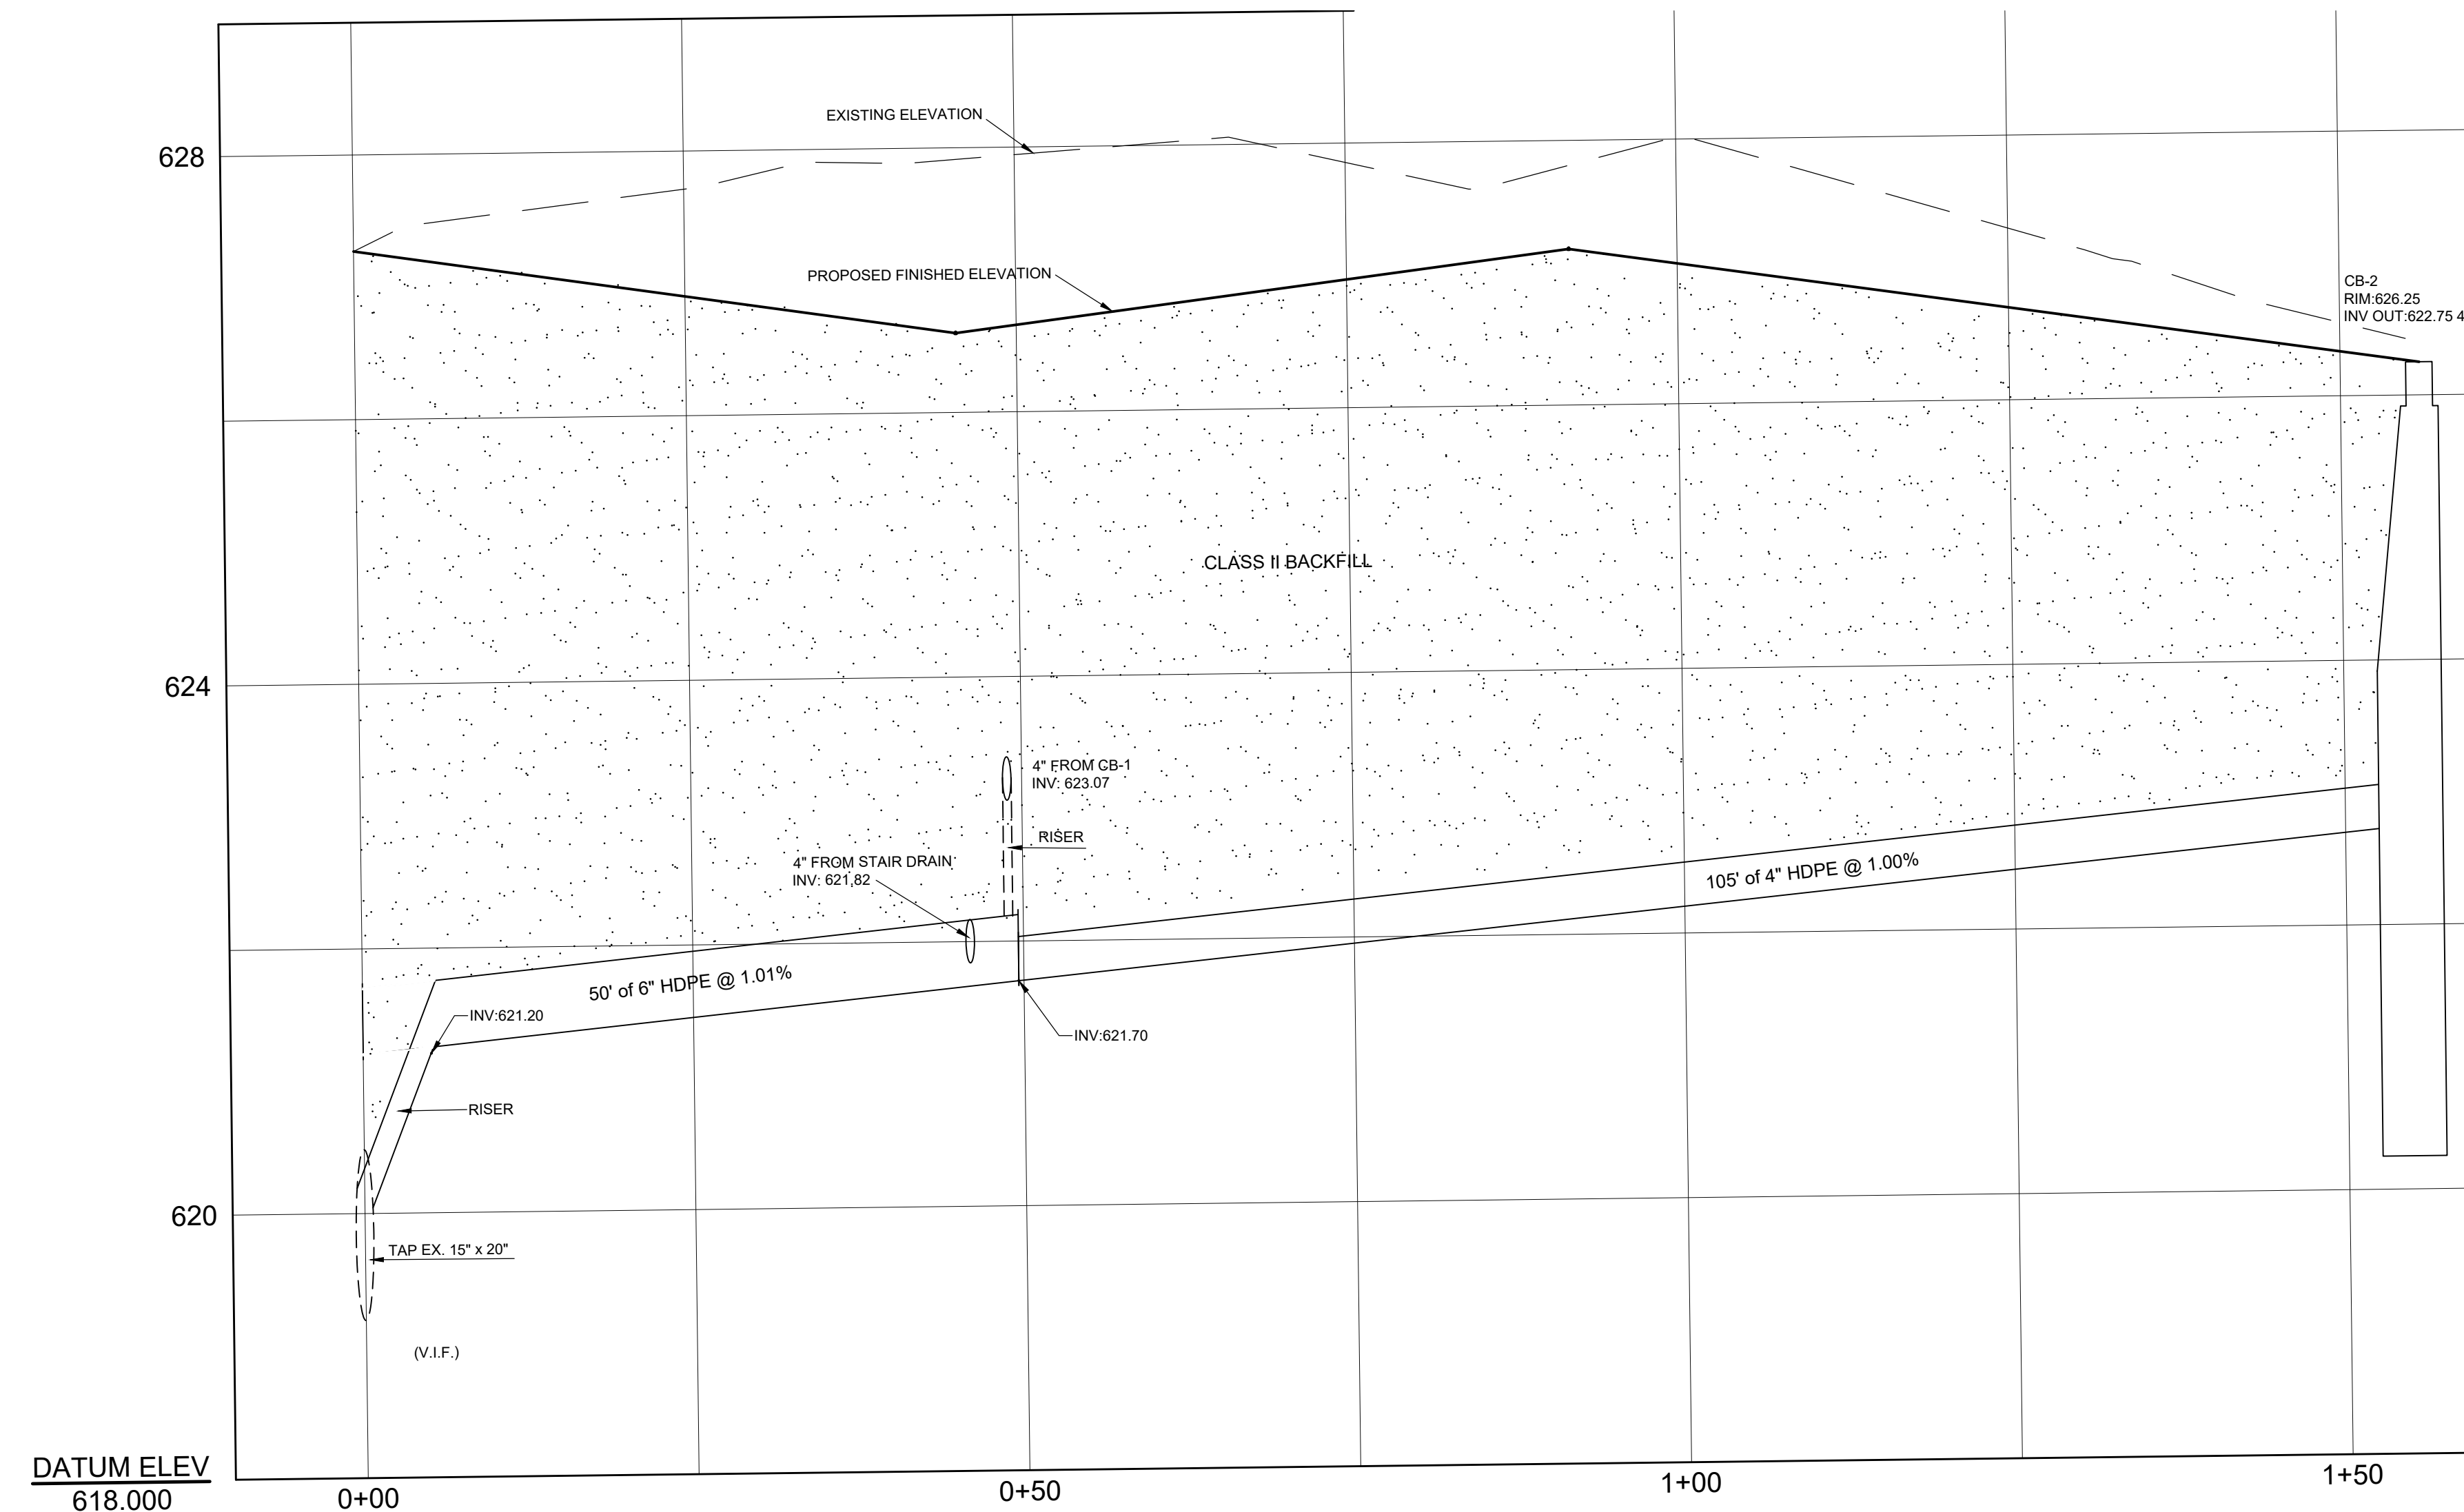 EXISTING ELEVATION
628
PROPOSED FINISHED ELEVATION
CB-2
RIM:626.25
INV OUT:622.75 4
CLASS II BACKFILL
624
4" FROM CB-1
INV: 623.07
RISER
4" FROM STAIR DRAIN
INV: 621.82
105' of 4" HDPE @ 1.00%
50' of 6" HDPE @ 1.01%
INV:621.20
INV:621.70
RISER
620
TAP EX. 15" x 20"
(V.I.F.)
DATUM ELEV
618.000
0+00
0+50
1+00
1+50